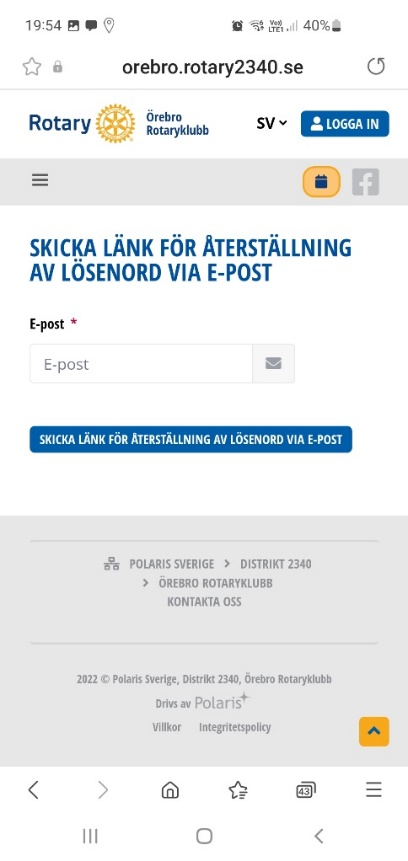 19:54
Vo))
LTE1
40%
orebro.rotary2340.se
Rotary
Örebro
Rotaryklubb
SV
LOGGA IN
SKICKA LÄNK FÖR ÅTERSTÄLLNING
AV LÖSENORD VIA E-POST
E-post *
E-post
SKICKA LÄNK FÖR ÅTERSTÄLLNING AV LÖSENORD VIA E-POST
POLARIS SVERIGE > DISTRIKT 2340
> ÖREBRO ROTARYKLUBB
KONTAKTA OSS
2022 © Polaris Sverige, Distrikt 2340, Örebro Rotaryklubb
Drivs av Polaris
Villkor Integritetspolicy
43